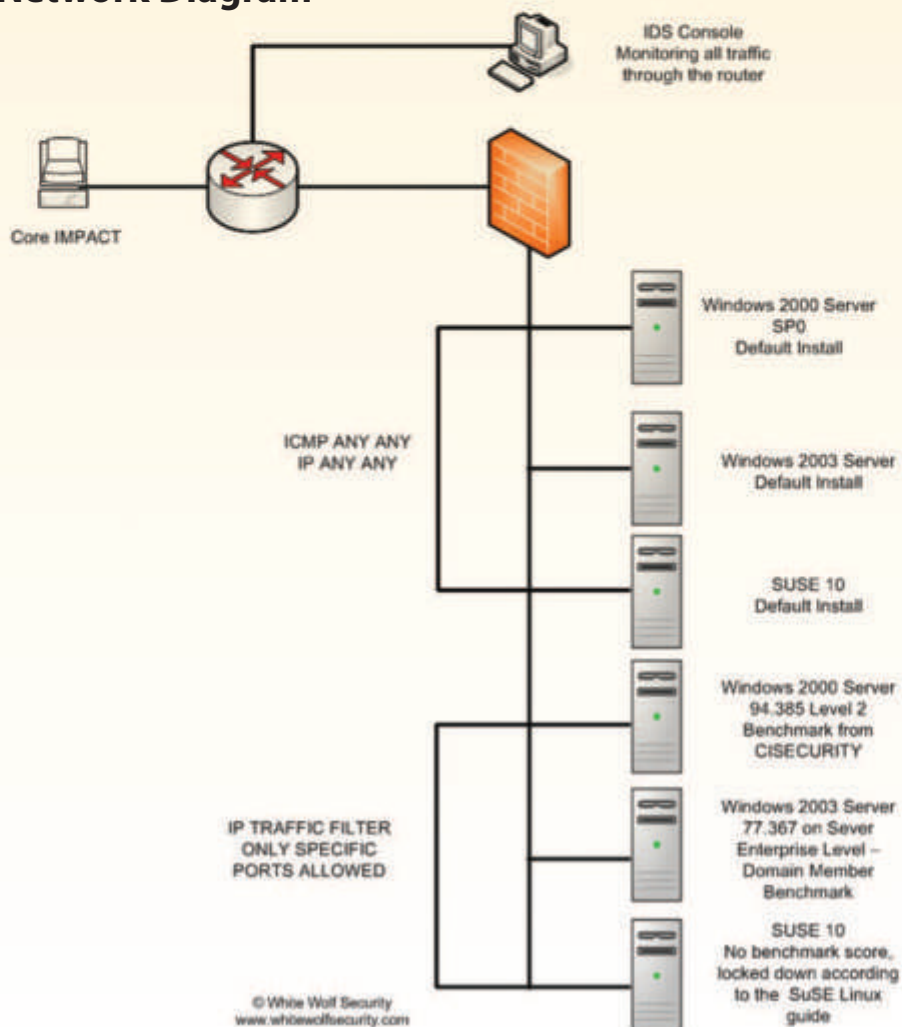 Network Diagram
IDS Console
Monitoring all traffic
through the router
Core IMPACT
Windows 2000 Server
SP0
Default Install
ICMP ANY ANY
IP ANY ANY
Windows 2003 Server
Default Install
SUSE 10
Default Install
Windows 2000 Server
94.385 Level 2
Benchmark from
CISECURITY
IP TRAFFIC FILTER
ONLY SPECIFIC
PORTS ALLOWED
Windows 2003 Server
77.367 on Sever
Enterprise Level –
Domain Member
Benchmark
SUSE 10
No benchmark score,
locked down according
to the SuSE Linux
guide
© White Wolf Security
www.whitewolfsecurity.com